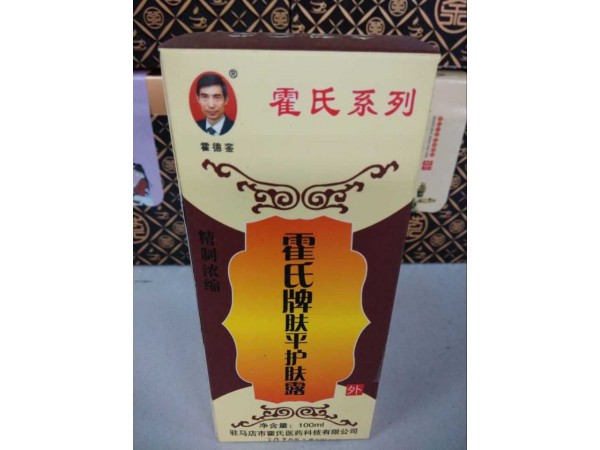 ®
霍氏系列
霍德銮
精制浓缩
霍氏牌肤平护肤露
外
净含量：100ml
驻马店市霍氏医药科技有限公司